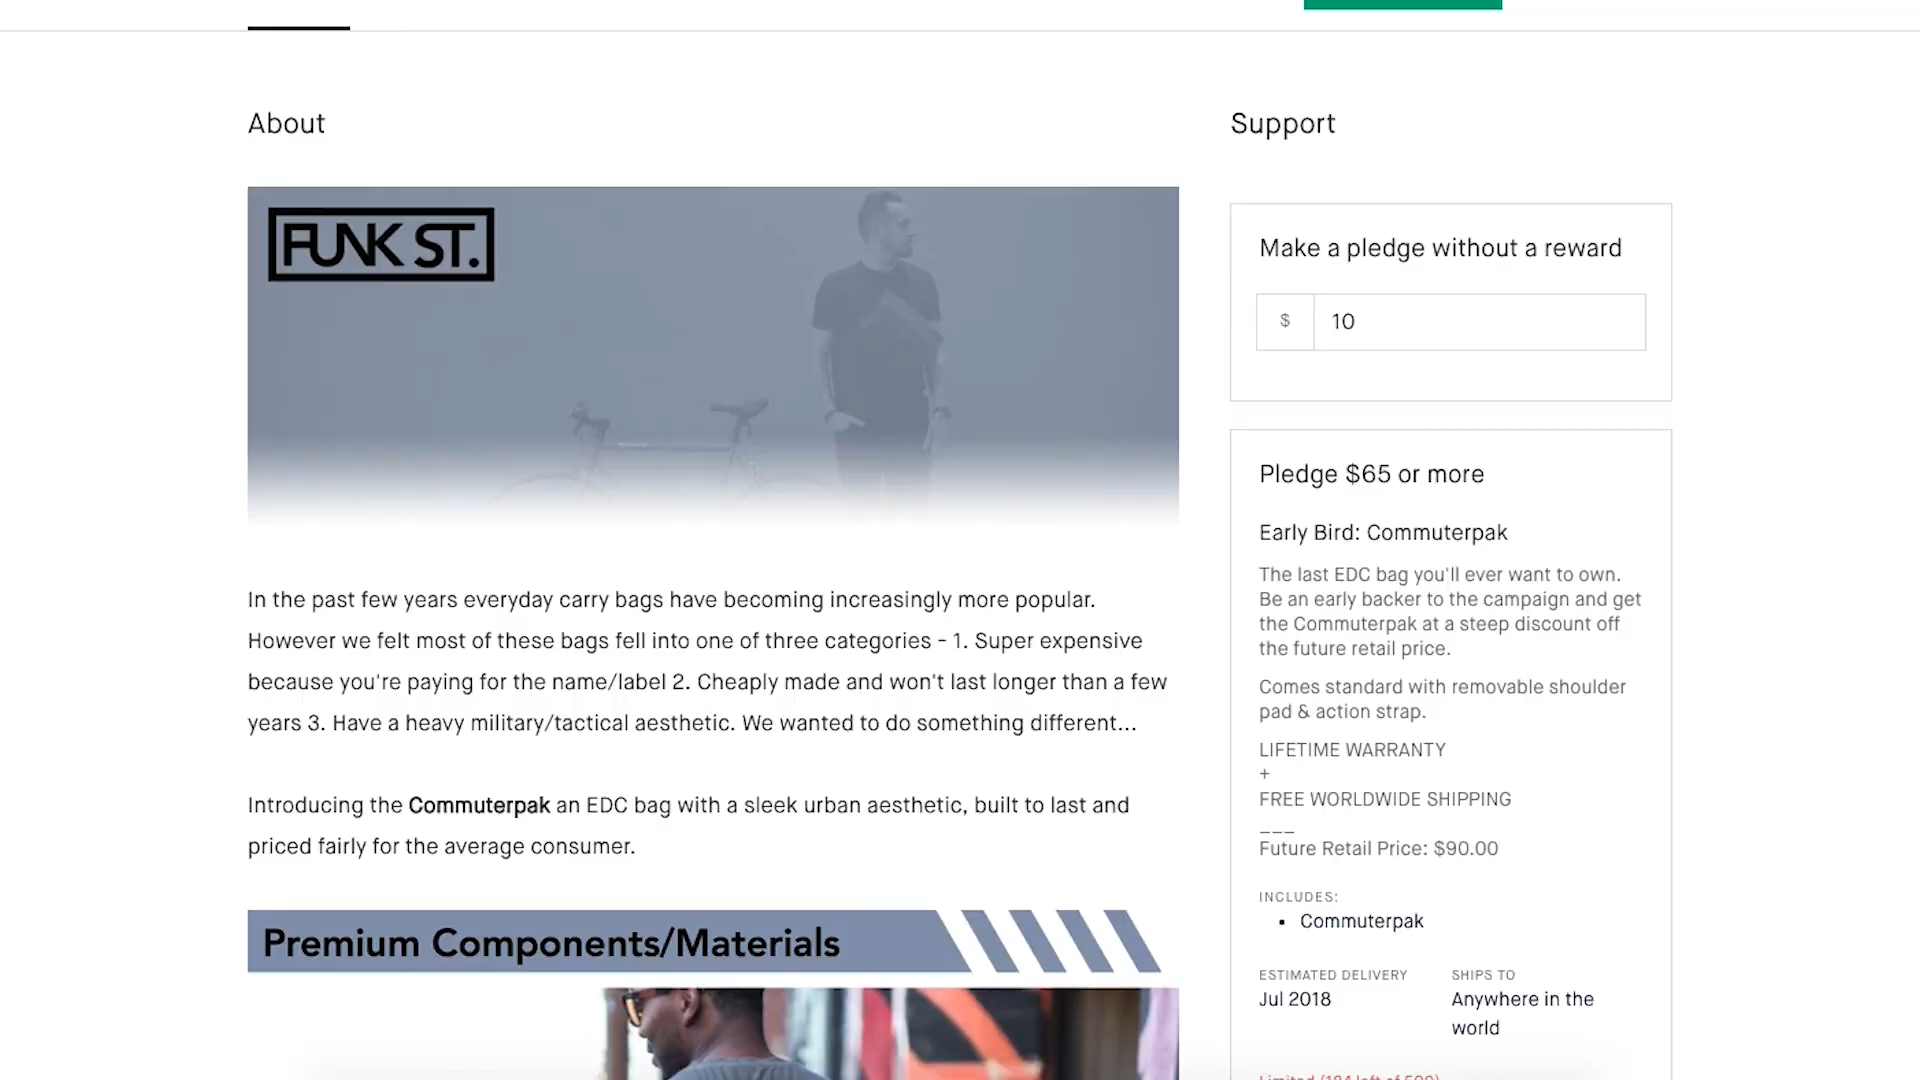 About
FUNK ST.
In the past few years everyday carry bags have becoming increasingly more popular.
However we felt most of these bags fell into one of three categories - 1. Super expensive
because you're paying for the name/label 2. Cheaply made and won't last longer than a few
years 3. Have a heavy military/tactical aesthetic. We wanted to do something different...
Introducing the Commuterpak an EDC bag with a sleek urban aesthetic, built to last and
priced fairly for the average consumer.
Premium Components/Materials
Support
Make a pledge without a reward
$ 10
Pledge $65 or more
Early Bird: Commuterpak
The last EDC bag you'll ever want to own.
Be an early backer to the campaign and get
the Commuterpak at a steep discount off
the future retail price.
Comes standard with removable shoulder
pad & action strap.
LIFETIME WARRANTY
+
FREE WORLDWIDE SHIPPING
___
Future Retail Price: $90.00
INCLUDES:
• Commuterpak
ESTIMATED DELIVERY
Jul 2018
SHIPS TO
Anywhere in the
world
Limited (184 left of 500)